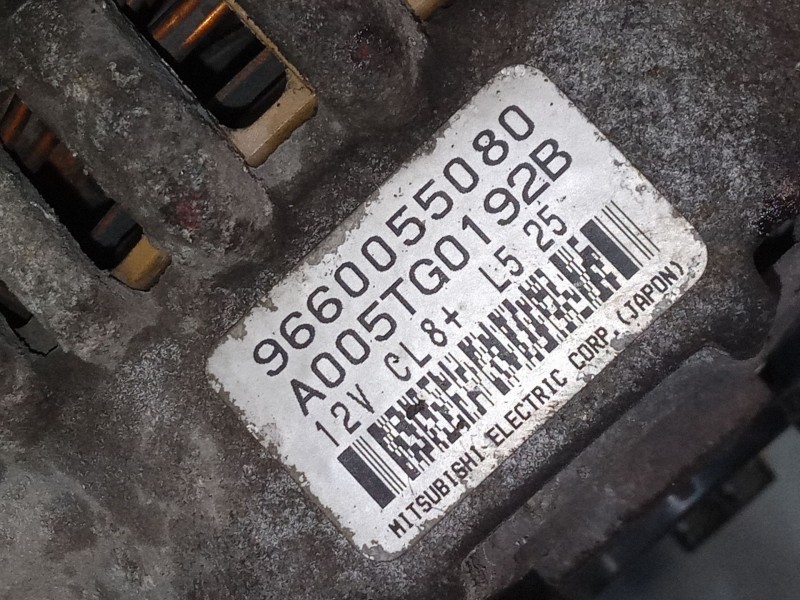 9660055080
A005TG0192B
12V CL8+ L5 25
MITSUBISHI ELECTRIC CORP.(JAPON)